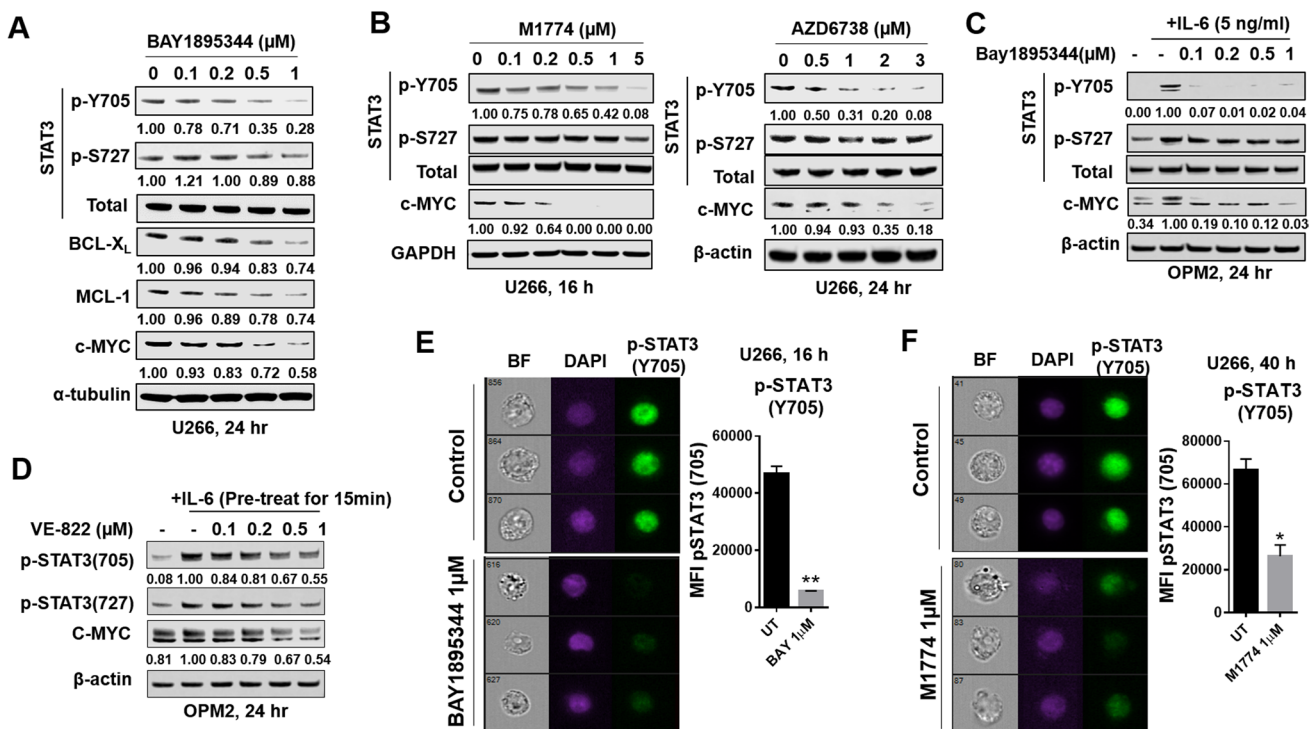 A
BAY1895344 (µM)
0 0.1 0.2 0.5 1
STAT3
p-Y705
1.00 0.78 0.71 0.35 0.28
p-S727
1.00 1.21 1.00 0.89 0.88
Total
BCL-XL
1.00 0.96 0.94 0.83 0.74
MCL-1
1.00 0.96 0.89 0.78 0.74
c-MYC
1.00 0.93 0.83 0.72 0.58
α-tubulin
U266, 24 hr
B
M1774 (µM)
0 0.1 0.2 0.5 1 5
STAT3
p-Y705
1.00 0.75 0.78 0.65 0.42 0.08
p-S727
Total
c-MYC
1.00 0.92 0.64 0.00 0.00 0.00
GAPDH
U266, 16 h
AZD6738 (µM)
0 0.5 1 2 3
STAT3
p-Y705
1.00 0.50 0.31 0.20 0.08
p-S727
Total
c-MYC
1.00 0.94 0.93 0.35 0.18
β-actin
U266, 24 hr
C
+IL-6 (5 ng/ml)
Bay1895344(µM) - - 0.1 0.2 0.5 1
STAT3
p-Y705
0.00 1.00 0.07 0.01 0.02 0.04
p-S727
Total
c-MYC
0.34 1.00 0.19 0.10 0.12 0.03
β-actin
OPM2, 24 hr
D
+IL-6 (Pre-treat for 15min)
VE-822 (µM) - - 0.1 0.2 0.5 1
p-STAT3(705)
0.08 1.00 0.84 0.81 0.67 0.55
p-STAT3(727)
C-MYC
0.81 1.00 0.83 0.79 0.67 0.54
β-actin
OPM2, 24 hr
E
BF DAPI p-STAT3
(Y705)
Control
856
864
870
BAY1895344 1µM
616
620
627
U266, 16 h
p-STAT3
(Y705)
MFI pSTAT3 (705)
60000
40000
20000
0
**
UT
BAY 1µM
F
BF DAPI p-STAT3
(Y705)
Control
41
45
49
M1774 1µM
80
83
87
U266, 40 h
p-STAT3
(Y705)
MFI pSTAT3 (705)
80000
60000
40000
20000
0
*
UT
M1774 1µM